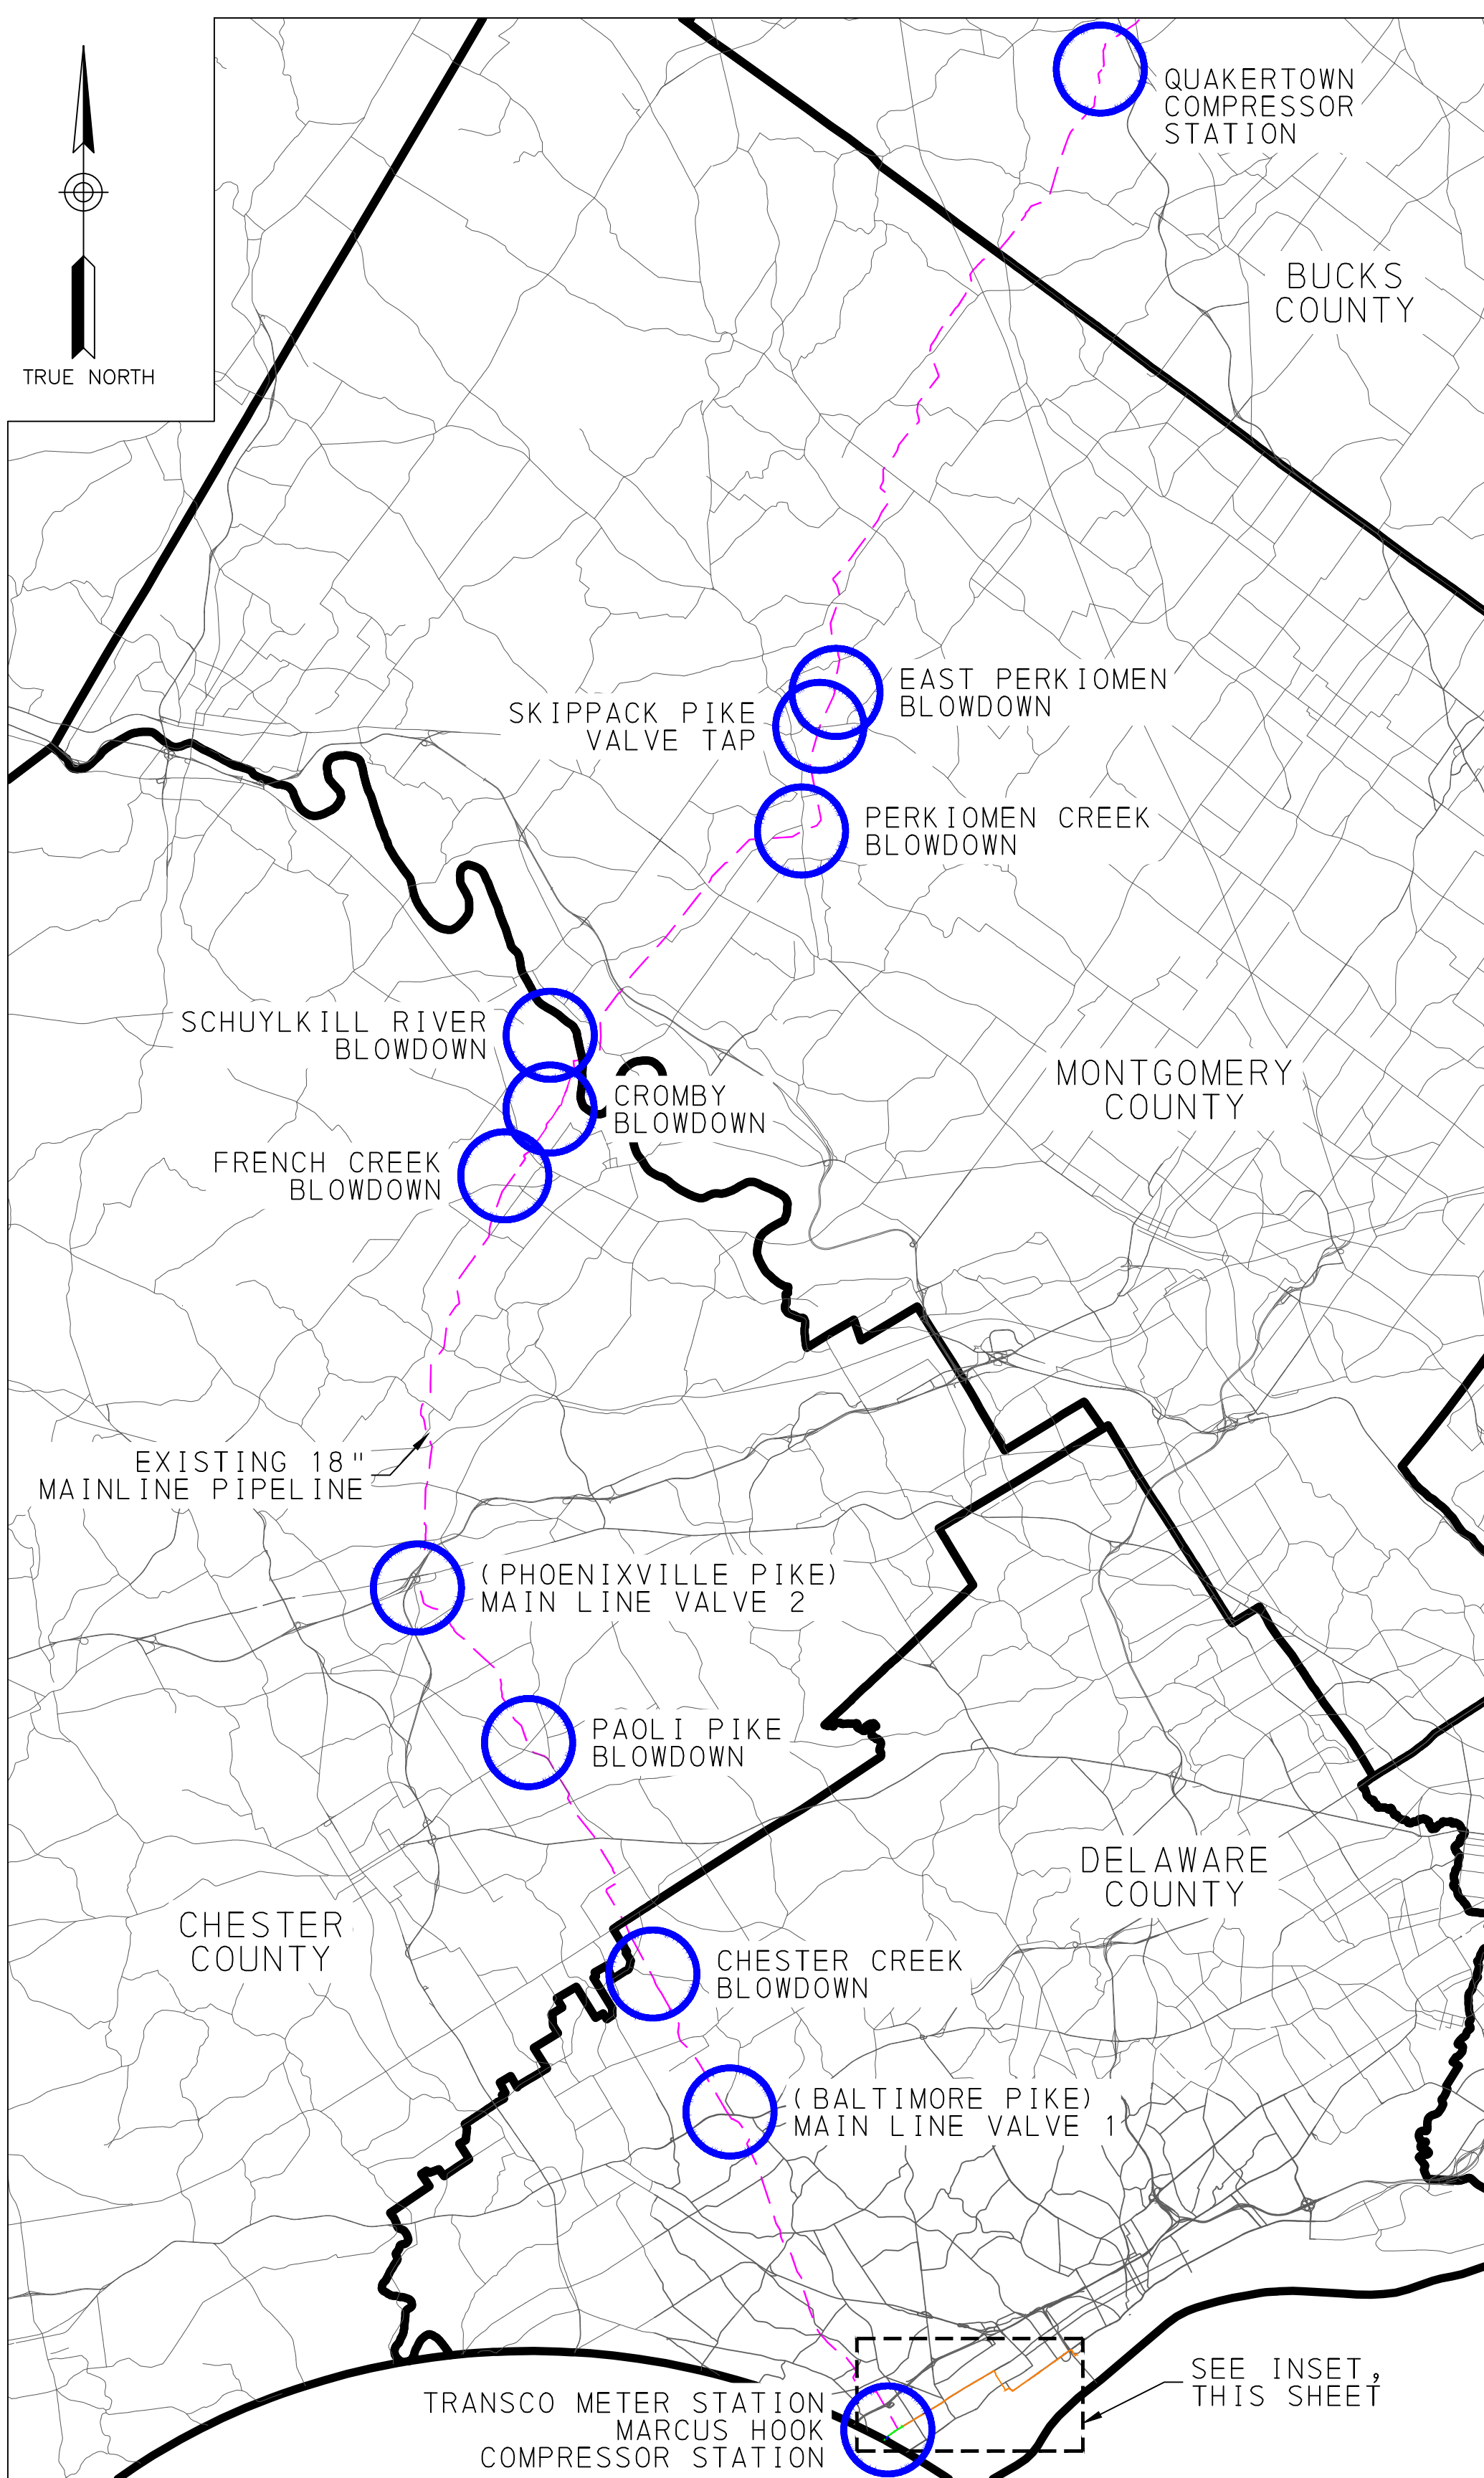 QUAKERTOWN
COMPRESSOR
STATION
BUCKS
COUNTY
TRUE NORTH
EAST PERKIOMEN
BLOWDOWN
SKIPPACK PIKE
VALVE TAP
PERKIOMEN CREEK
BLOWDOWN
SCHUYLKILL RIVER
BLOWDOWN
MONTGOMERY
COUNTY
CROMBY
BLOWDOWN
FRENCH CREEK
BLOWDOWN
EXISTING 18"
MAINLINE PIPELINE
(PHOENIXVILLE PIKE)
MAIN LINE VALVE 2
PAOLI PIKE
BLOWDOWN
DELAWARE
COUNTY
CHESTER
COUNTY
CHESTER CREEK
BLOWDOWN
(BALTIMORE PIKE)
MAIN LINE VALVE 1
SEE INSET,
THIS SHEET
TRANSCO METER STATION
MARCUS HOOK
COMPRESSOR STATION